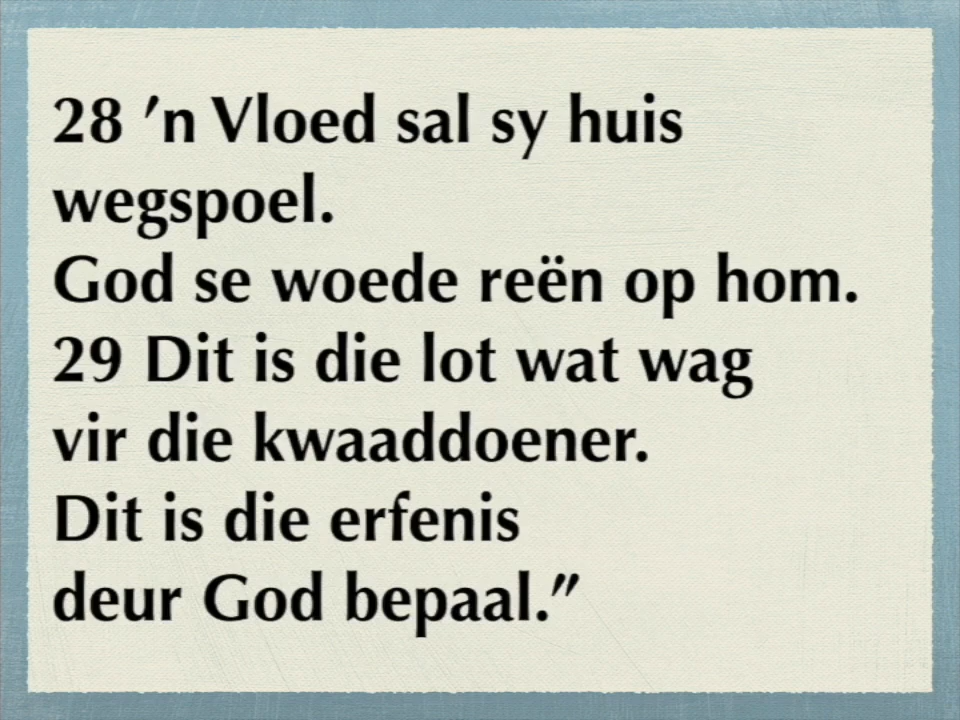 28 ’n Vloed sal sy huis
wegspoel.
God se woede reën op hom.
29 Dit is die lot wat wag
vir die kwaaddoener.
Dit is die erfenis
deur God bepaal.”